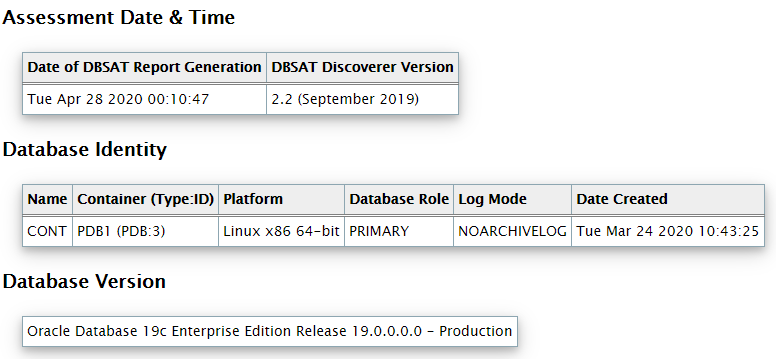 Assessment Date & Time
Date of DBSAT Report Generation DBSAT Discoverer Version
Tue Apr 28 2020 00:10:47 2.2 (September 2019)
Database Identity
Name Container (Type:ID) Platform Database Role Log Mode Date Created
CONT PDB1 (PDB:3) Linux x86 64-bit PRIMARY NOARCHIVELOG Tue Mar 24 2020 10:43:25
Database Version
Oracle Database 19c Enterprise Edition Release 19.0.0.0.0 - Production